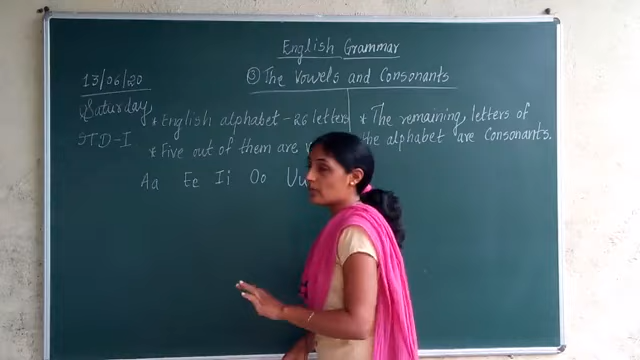 English Grammar
③ The Vowels and Consonants
13/06/20
Saturday
STD-I
* English alphabet - 26 letters
* Five out of them are
Aa Ee Ii Oo Uu
* The remaining letters of
the alphabet are Consonants.